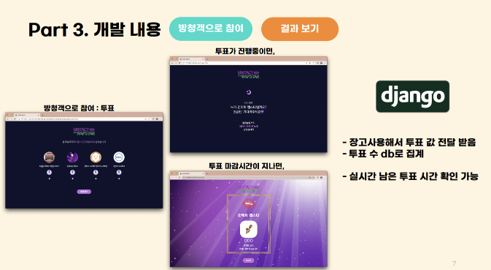 Part 3. 개발 내용
방청객으로 참여
결과 보기
투표가 진행중이면,
방청객으로 참여 : 투표
투표 마감시간이 지나면,
django
- 장고사용해서 투표 값 전달 받음
- 투표 수 db로 집계
- 실시간 남은 투표 시간 확인 가능
7